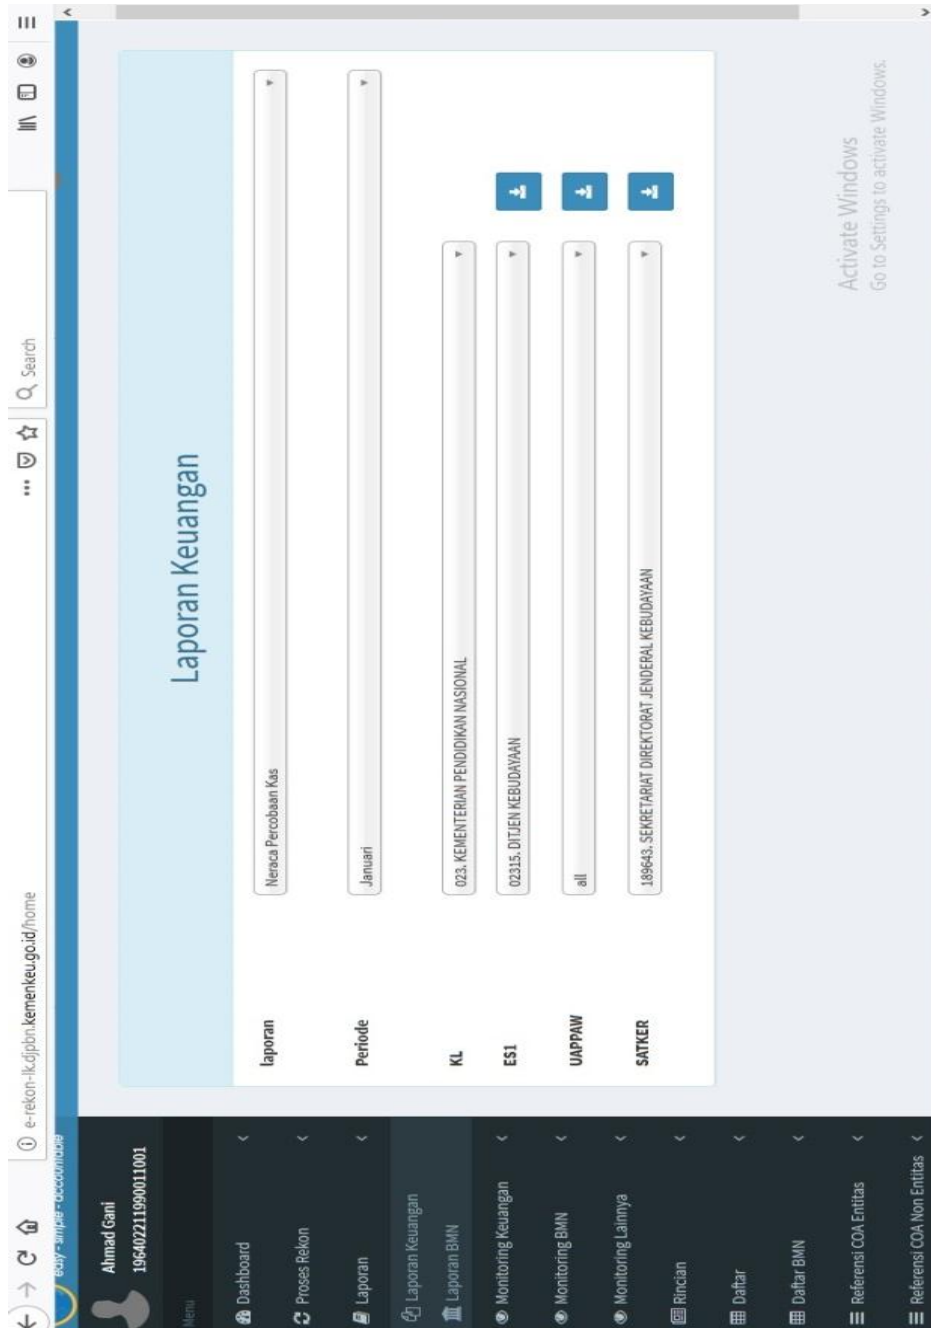 e-rekon-lk.djpbn.kemenkeu.go.id/home
Search
easy - simple - accountable
Ahmad Gani
196402211990011001
Menu
Dashboard
Proses Rekon
Laporan
Laporan Keuangan
Laporan BMN
Monitoring Keuangan
Monitoring BMN
Monitoring Lainnya
Rincian
Daftar
Daftar BMN
Referensi COA Entitas
Referensi COA Non Entitas
Laporan Keuangan
laporan
Neraca Percobaan Kas
Periode
Januari
KL
023. KEMENTERIAN PENDIDIKAN NASIONAL
ES1
02315. DITJEN KEBUDAYAAN
UAPPAW
all
SATKER
189643. SEKRETARIAT DIREKTORAT JENDERAL KEBUDAYAAN
Activate Windows
Go to Settings to activate Windows.